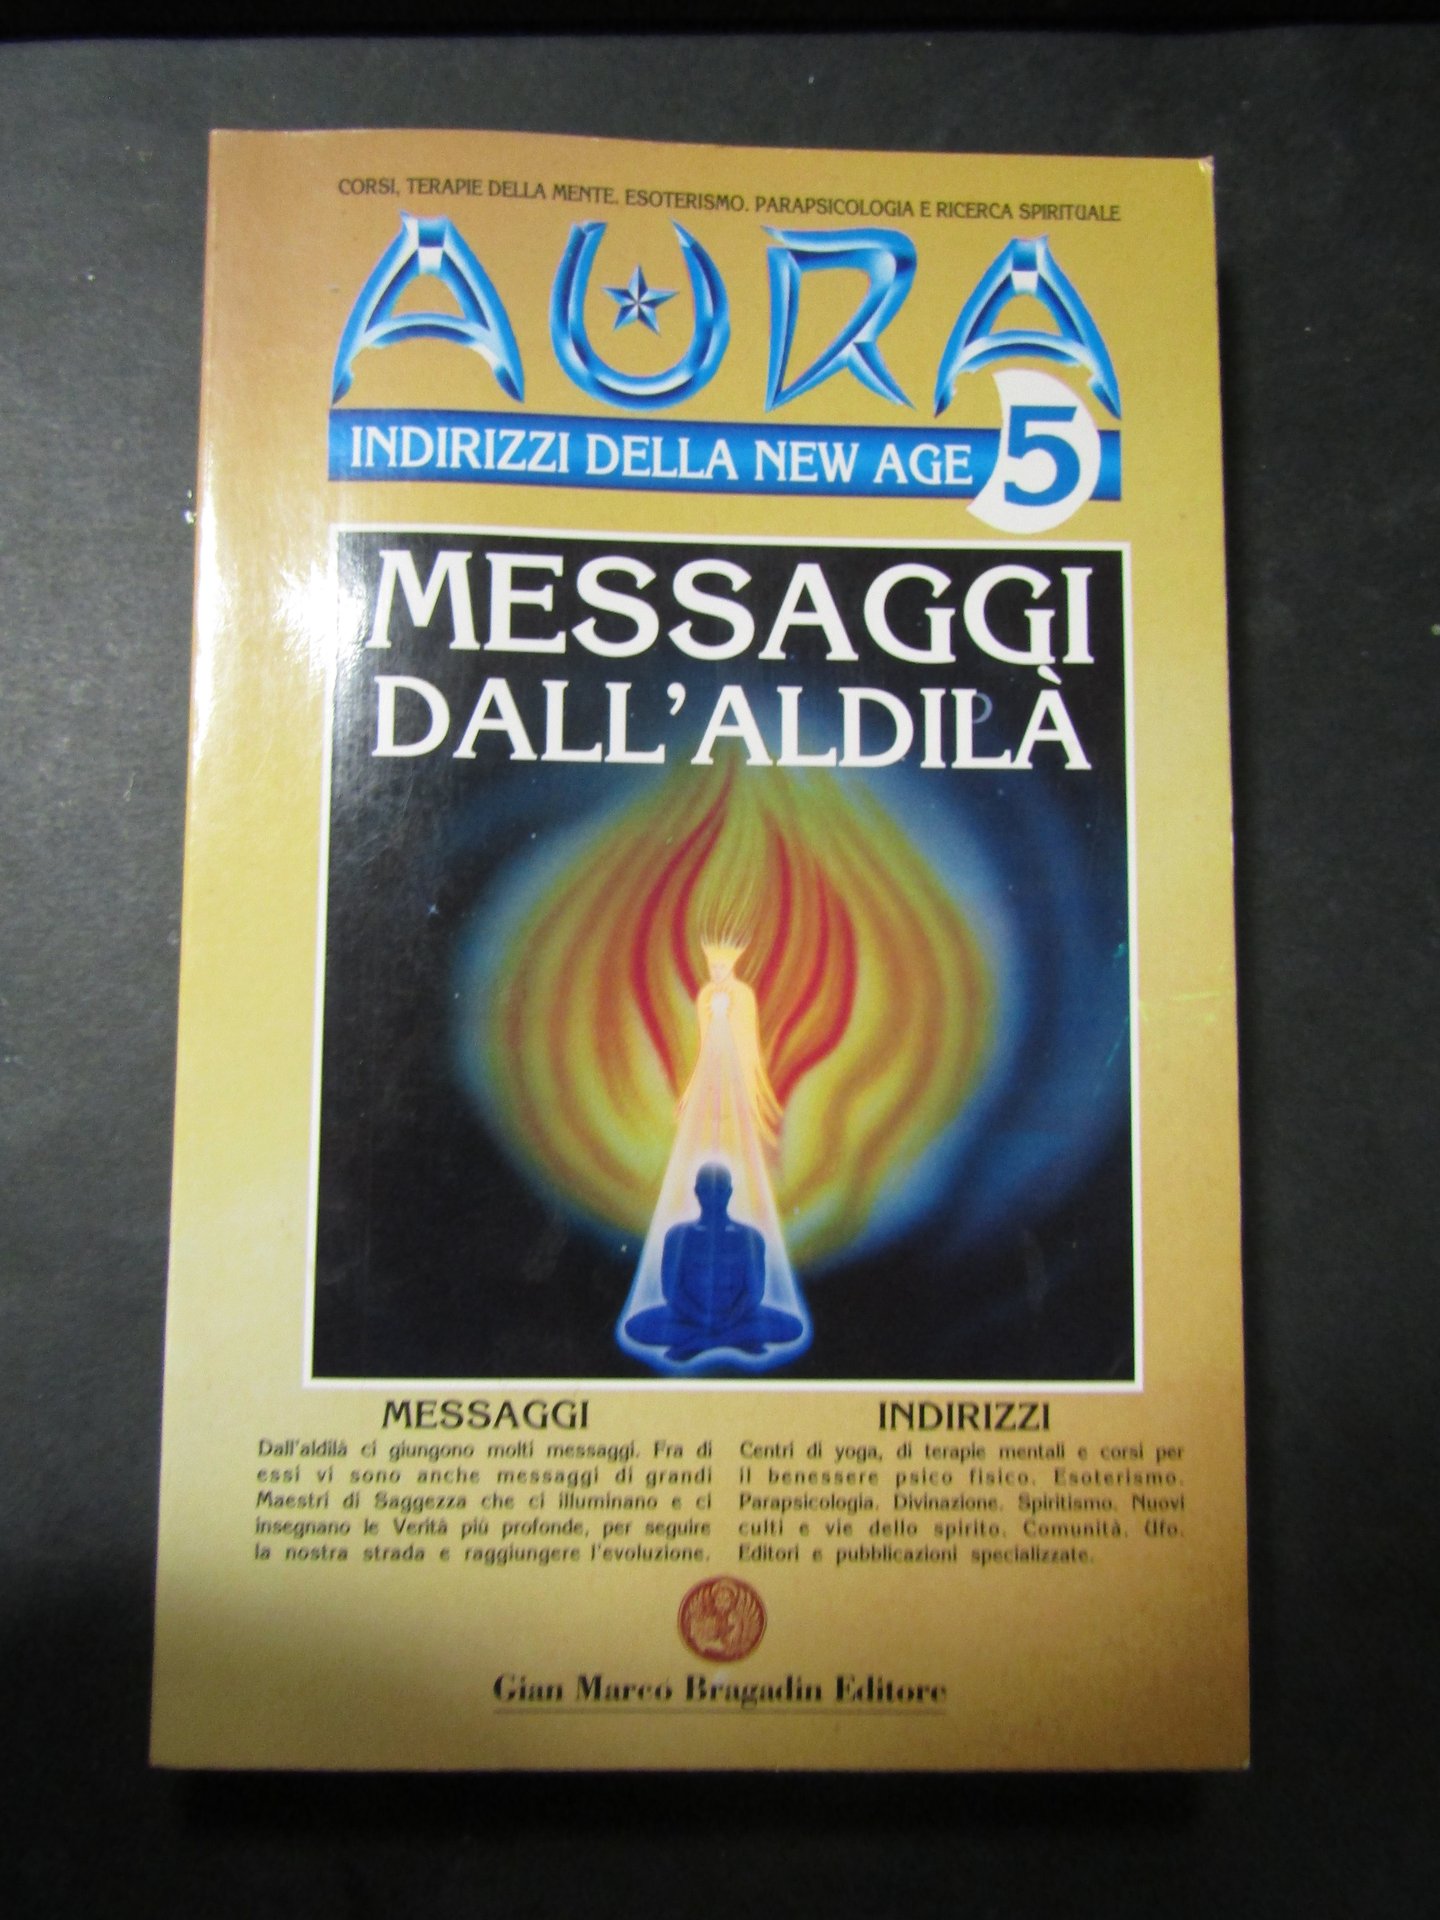 CORSI, TERAPIE DELLA MENTE. ESOTERISMO. PARAPSICOLOGIA E RICERCA SPIRITUALE
AURA
INDIRIZZI DELLA NEW AGE 5
MESSAGGI
DALL'ALDILÀ
MESSAGGI
Dall'aldilà ci giungono molti messaggi. Fra di
essi vi sono anche messaggi di grandi
Maestri di Saggezza che ci illuminano e ci
insegnano le Verità più profonde, per seguire
la nostra strada e raggiungere l'evoluzione.
INDIRIZZI
Centri di yoga, di terapie mentali e corsi per
il benessere psico fisico. Esoterismo.
Parapsicologia. Divinazione. Spiritismo. Nuovi
culti e vie dello spirito. Comunità. Ufo.
Editori e pubblicazioni specializzate.
Gian Marco Bragadin Editore